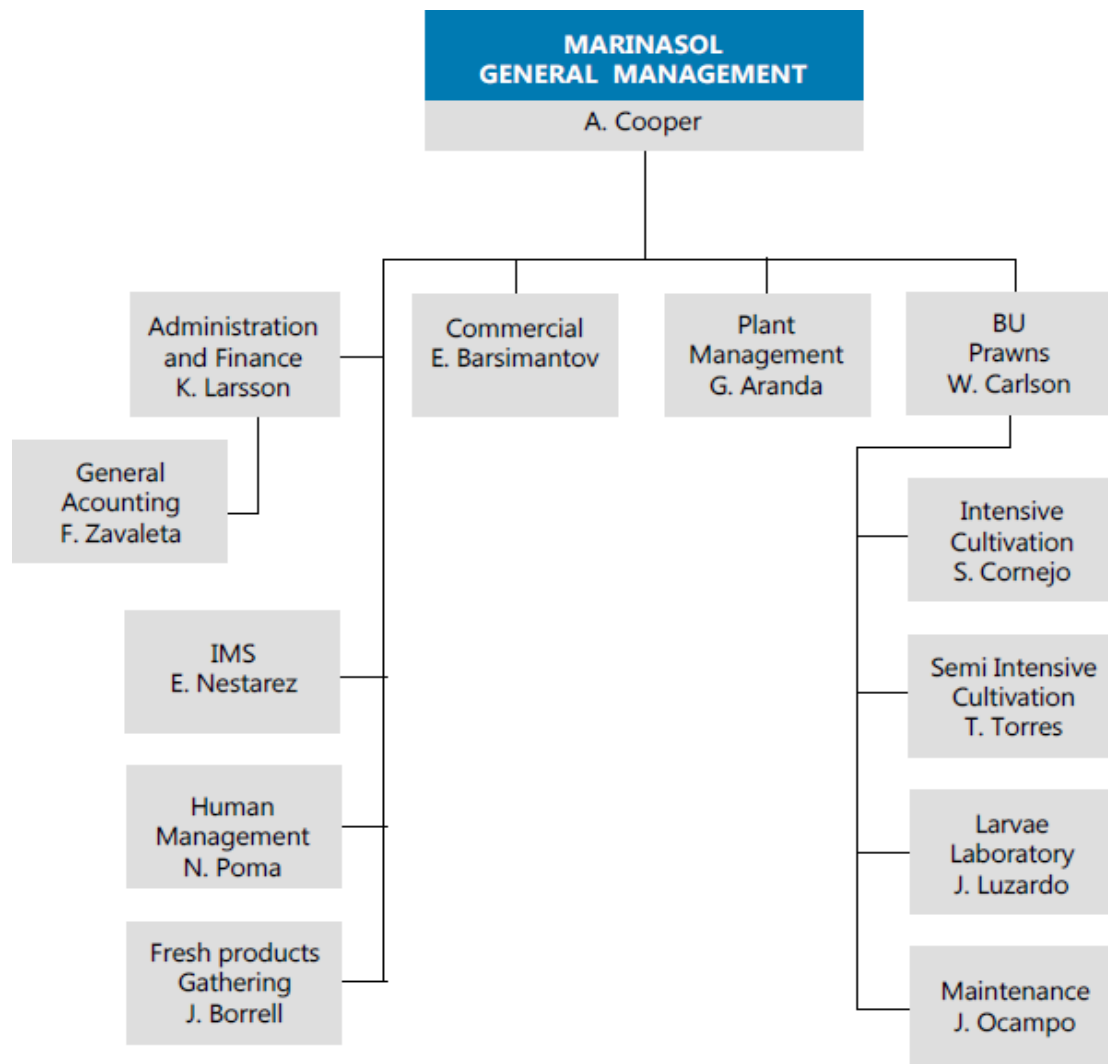 MARINASOL
GENERAL MANAGEMENT
A. Cooper
Administration
and Finance
K. Larsson
Commercial
E. Barsimantov
Plant
Management
G. Aranda
BU
Prawns
W. Carlson
General
Acounting
F. Zavaleta
Intensive
Cultivation
S. Cornejo
IMS
E. Nestarez
Semi Intensive
Cultivation
T. Torres
Human
Management
N. Poma
Larvae
Laboratory
J. Luzardo
Fresh products
Gathering
J. Borrell
Maintenance
J. Ocampo